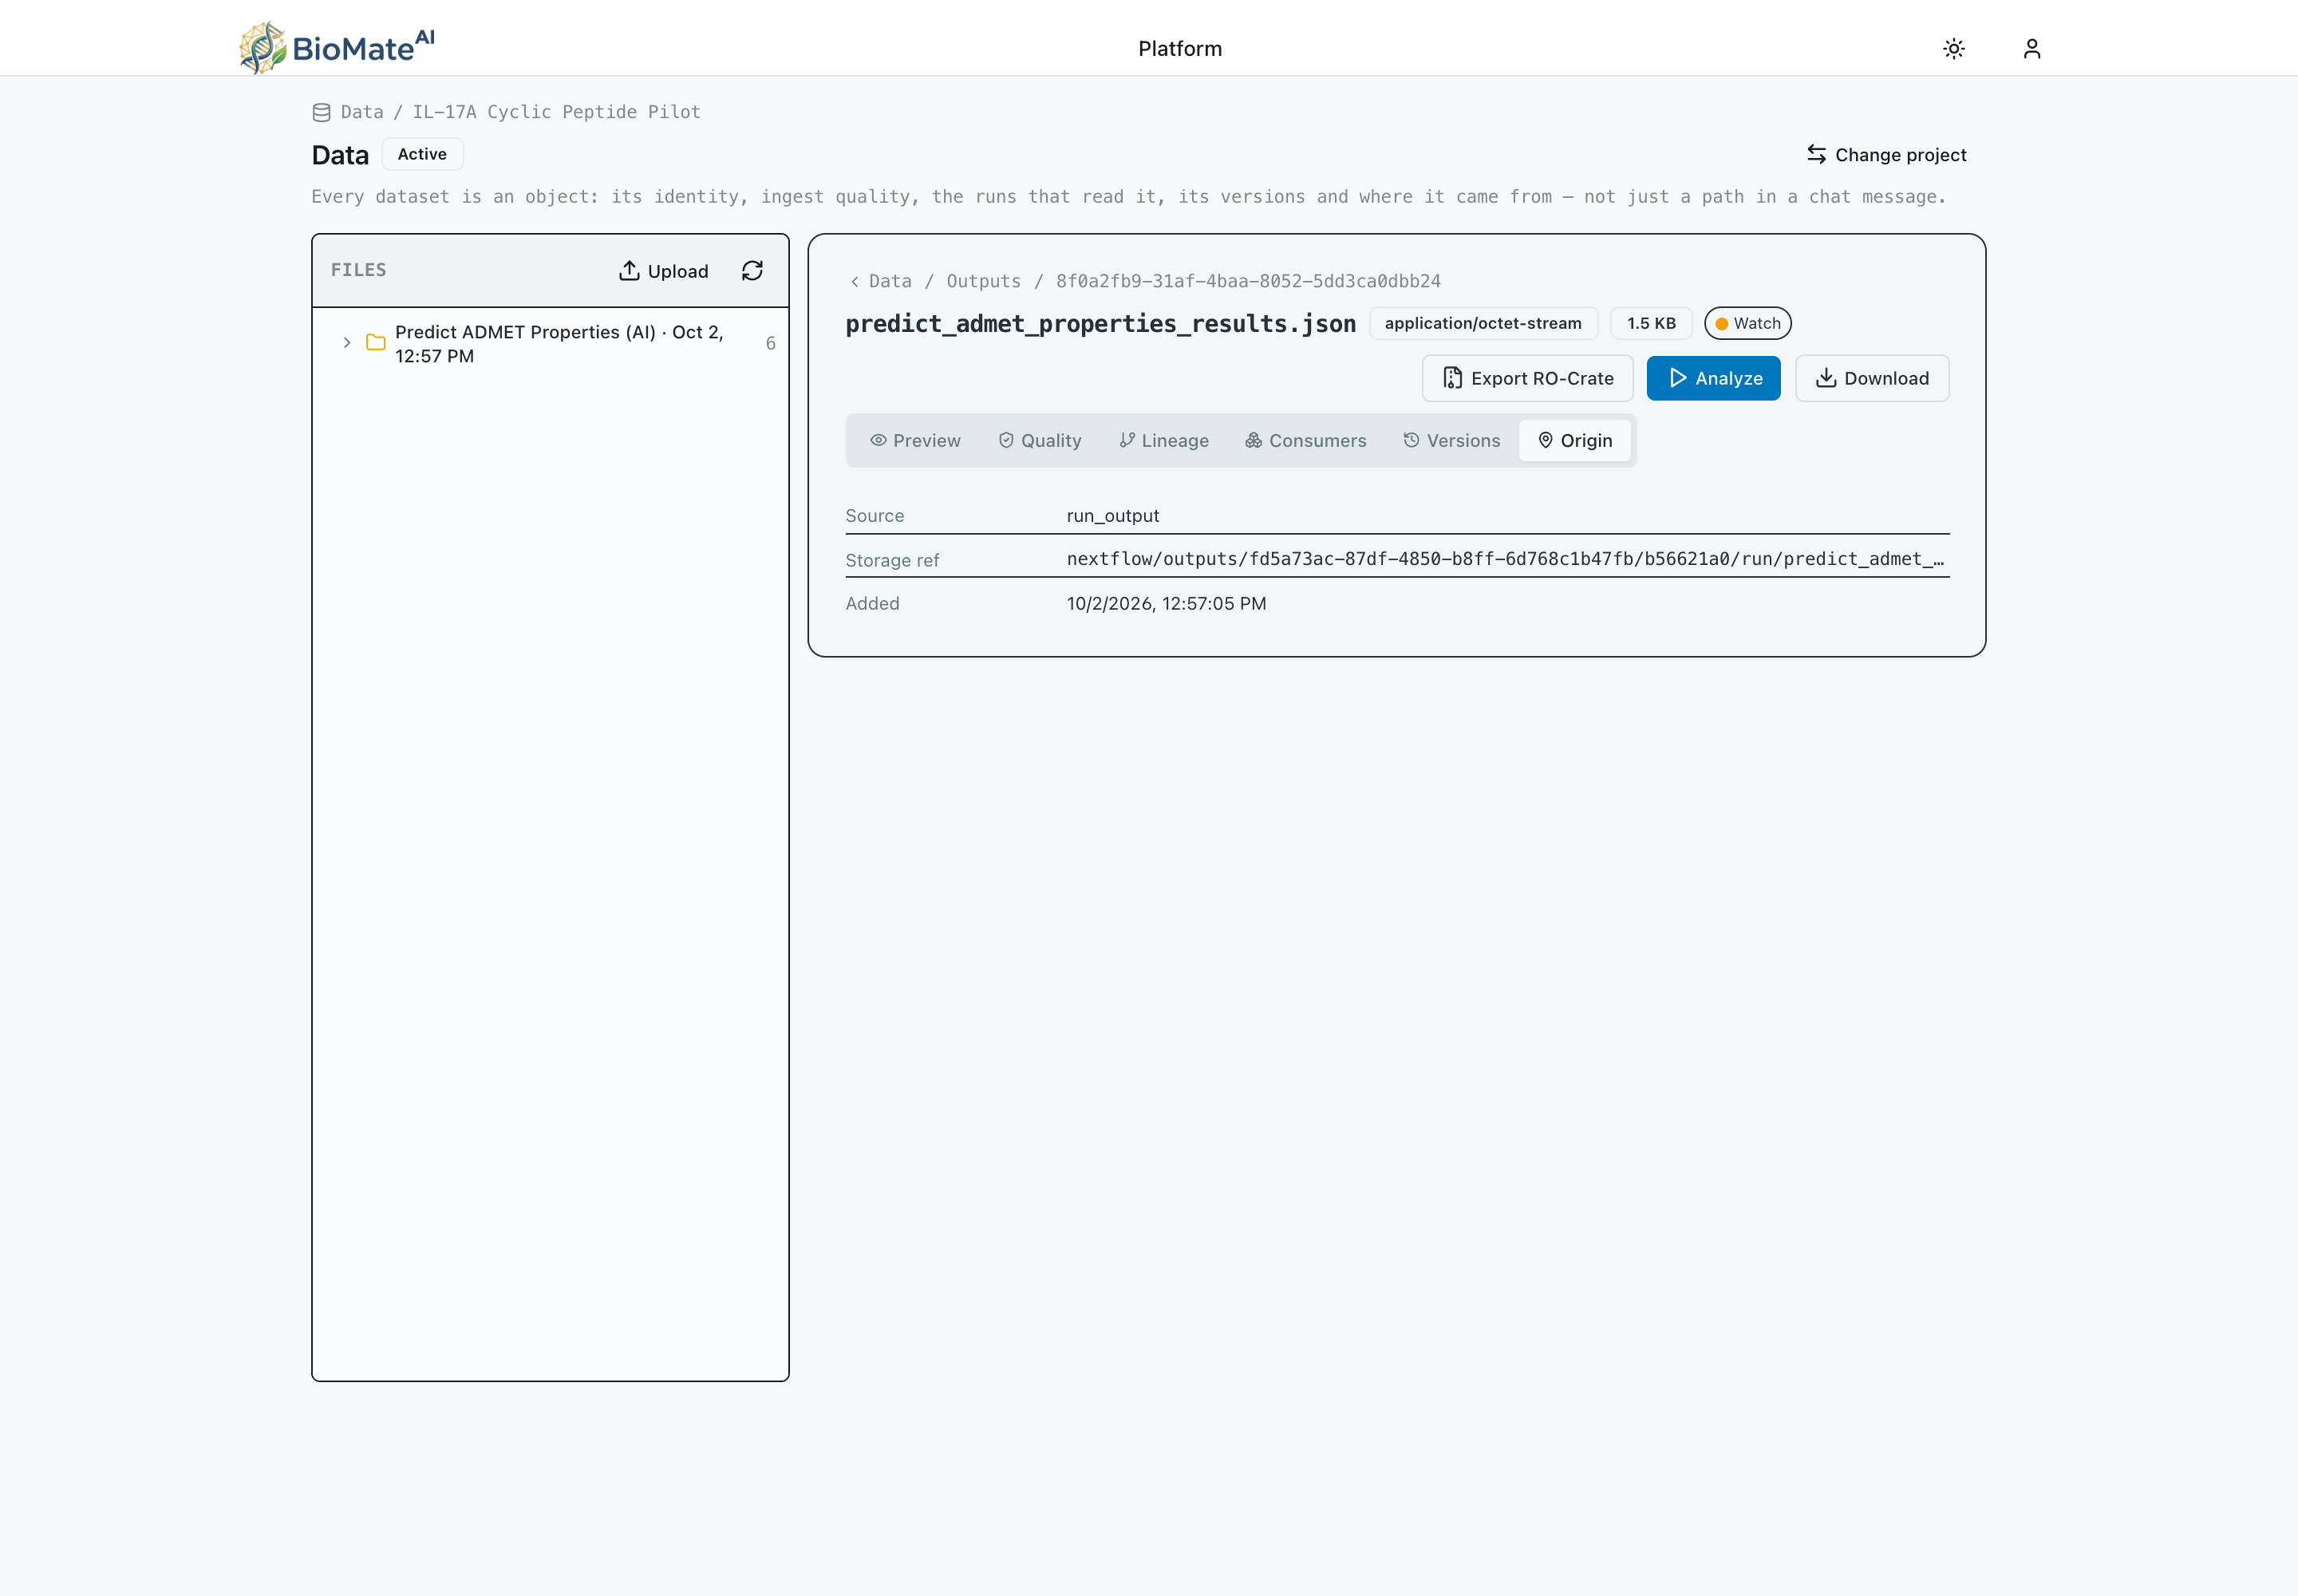 BioMate AI
Platform
Data / IL-17A Cyclic Peptide Pilot
Data
Active
Change project
Every dataset is an object: its identity, ingest quality, the runs that read it, its versions and where it came from — not just a path in a chat message.
FILES
Upload
Predict ADMET Properties (AI) · Oct 2,
12:57 PM
6
Data / Outputs / 8f0a2fb9-31af-4baa-8052-5dd3ca0dbb24
predict_admet_properties_results.json
application/octet-stream
1.5 KB
Watch
Export RO-Crate
Analyze
Download
Preview
Quality
Lineage
Consumers
Versions
Origin
Source
run_output
Storage ref
nextflow/outputs/fd5a73ac-87df-4850-b8ff-6d768c1b47fb/b56621a0/run/predict_admet_…
Added
10/2/2026, 12:57:05 PM